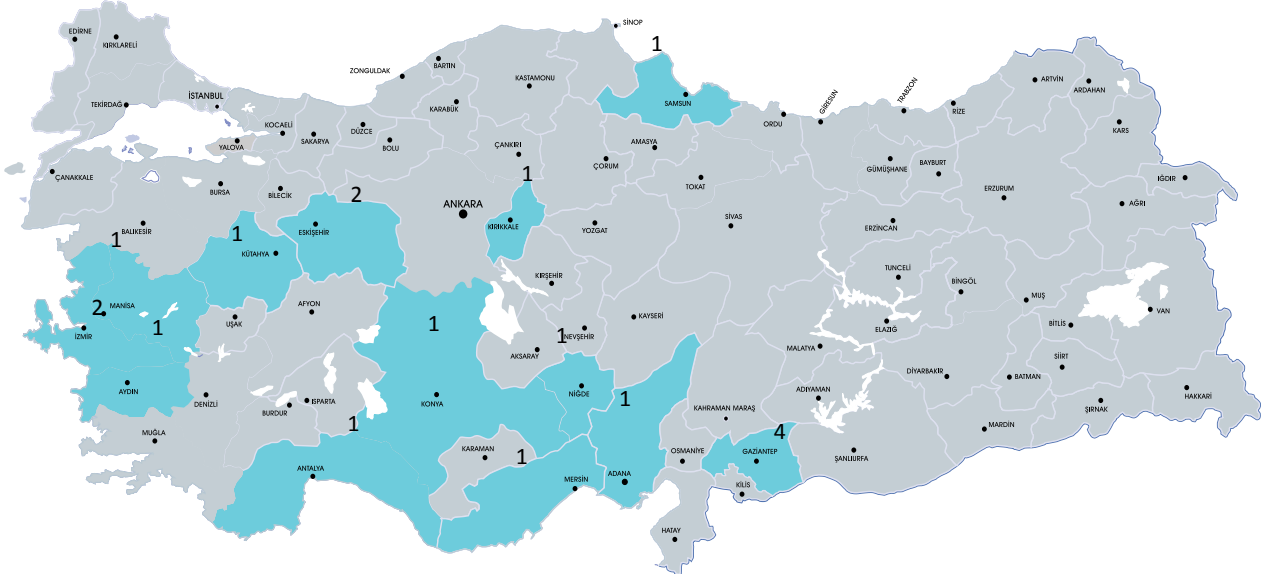 SİNOP
EDİRNE
KIRKLARELİ
1
BARTIN
ZONGULDAK
KASTAMONU
ARTVİN
ARDAHAN
İSTANBUL
TEKİRDAĞ
KARABÜK
SAMSUN
TRABZON
GİRESUN
RİZE
ORDU
KARS
KOCAELİ
SAKARYA
DÜZCE
BOLU
YALOVA
ÇANKIRI
AMASYA
ÇORUM
GÜMÜŞHANE
BAYBURT
ÇANAKKALE
BURSA
BİLECİK
2
1
TOKAT
ERZURUM
IĞDIR
AĞRI
ANKARA
KIRIKKALE
YOZGAT
SİVAS
ERZİNCAN
BALIKESİR
1
1
ESKİŞEHİR
KÜTAHYA
KIRŞEHİR
TUNCELİ
BİNGÖL
MUŞ
VAN
BİTLİS
AFYON
UŞAK
MANİSA
2
İZMİR
1
1
1
NEVŞEHİR
KAYSERİ
ELAZIĞ
AKSARAY
MALATYA
SİİRT
DİYARBAKIR
BATMAN
HAKKARİ
ŞIRNAK
AYDIN
DENİZLİ
BURDUR
ISPARTA
KONYA
NİĞDE
1
ADIYAMAN
KAHRAMAN MARAŞ
MARDİN
MUĞLA
1
KARAMAN
1
4
OSMANİYE
GAZİANTEP
ŞANLIURFA
ANTALYA
MERSİN
ADANA
KİLİS
HATAY